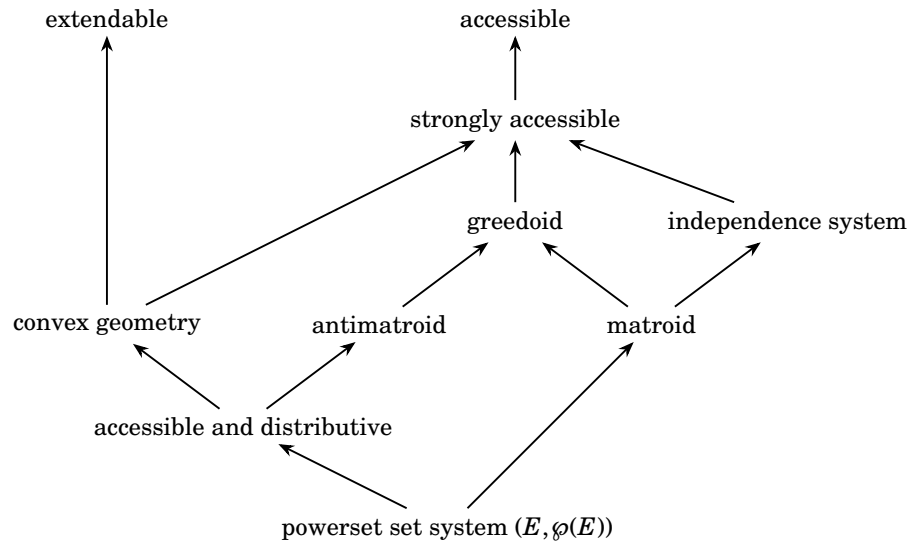 extendable accessible
strongly accessible
greedoid independence system
convex geometry antimatroid matroid
accessible and distributive
powerset set system (E, ℘(E))